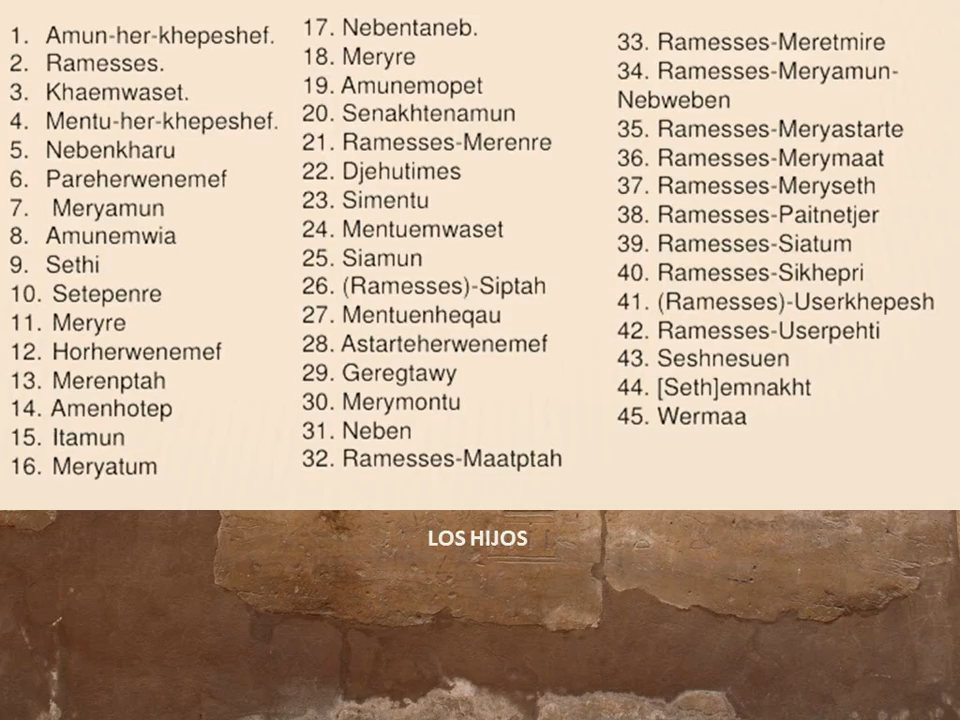 1. Amun-her-khepeshef.
2. Ramesses.
3. Khaemwaset.
4. Mentu-her-khepeshef.
5. Nebenkharu
6. Pareherwenemef
7. Meryamun
8. Amunemwia
9. Sethi
10. Setepenre
11. Meryre
12. Horherwenemef
13. Merenptah
14. Amenhotep
15. Itamun
16. Meryatum
17. Nebentaneb.
18. Meryre
19. Amunemopet
20. Senakhtenamun
21. Ramesses-Merenre
22. Djehutimes
23. Simentu
24. Mentuemwaset
25. Siamun
26. (Ramesses)-Siptah
27. Mentuenheqau
28. Astarteherwenemef
29. Geregtawy
30. Merymontu
31. Neben
32. Ramesses-Maatptah
33. Ramesses-Meretmire
34. Ramesses-Meryamun-
Nebweben
35. Ramesses-Meryastarte
36. Ramesses-Merymaat
37. Ramesses-Meryseth
38. Ramesses-Paitnetjer
39. Ramesses-Siatum
40. Ramesses-Sikhepri
41. (Ramesses)-Userkhepesh
42. Ramesses-Userpehti
43. Seshnesuen
44. [Seth]emnakht
45. Wermaa
LOS HIJOS